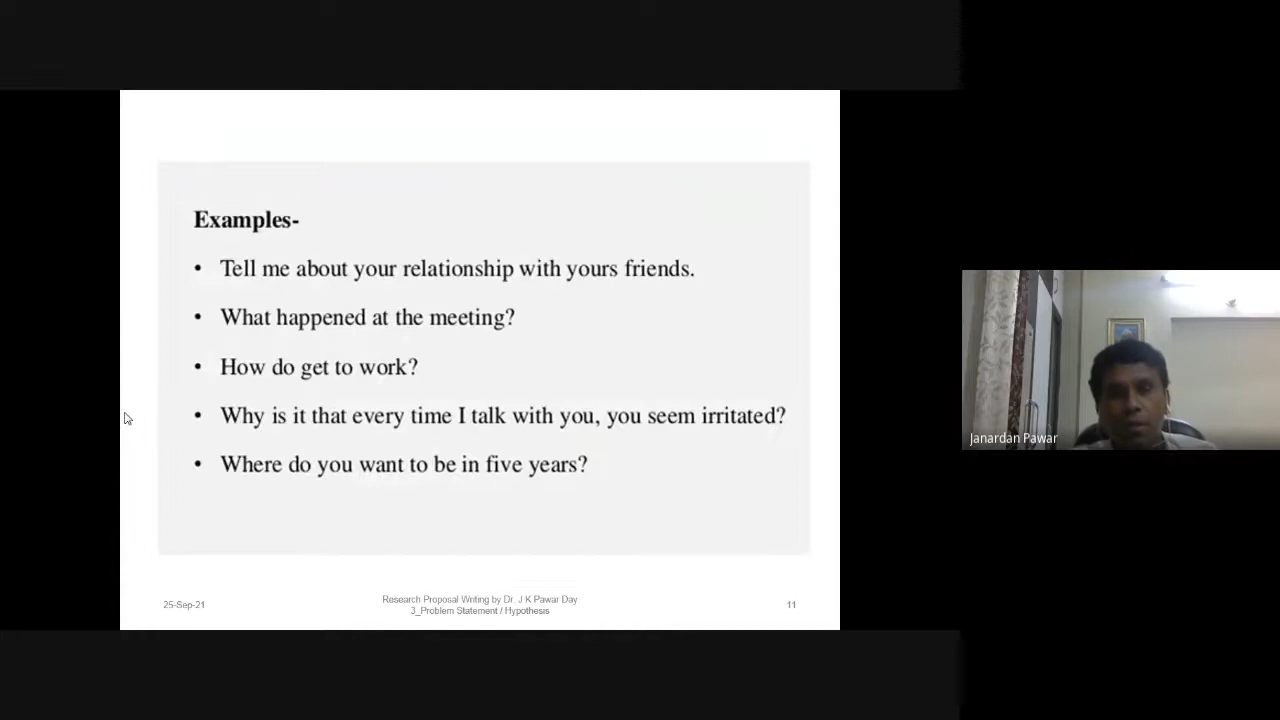 Examples-
• Tell me about your relationship with yours friends.
• What happened at the meeting?
• How do get to work?
• Why is it that every time I talk with you, you seem irritated?
• Where do you want to be in five years?
25-Sep-21
Research Proposal Writing by Dr. J K Pawar Day
3_Problem Statement / Hypothesis
11
Janardan Pawar